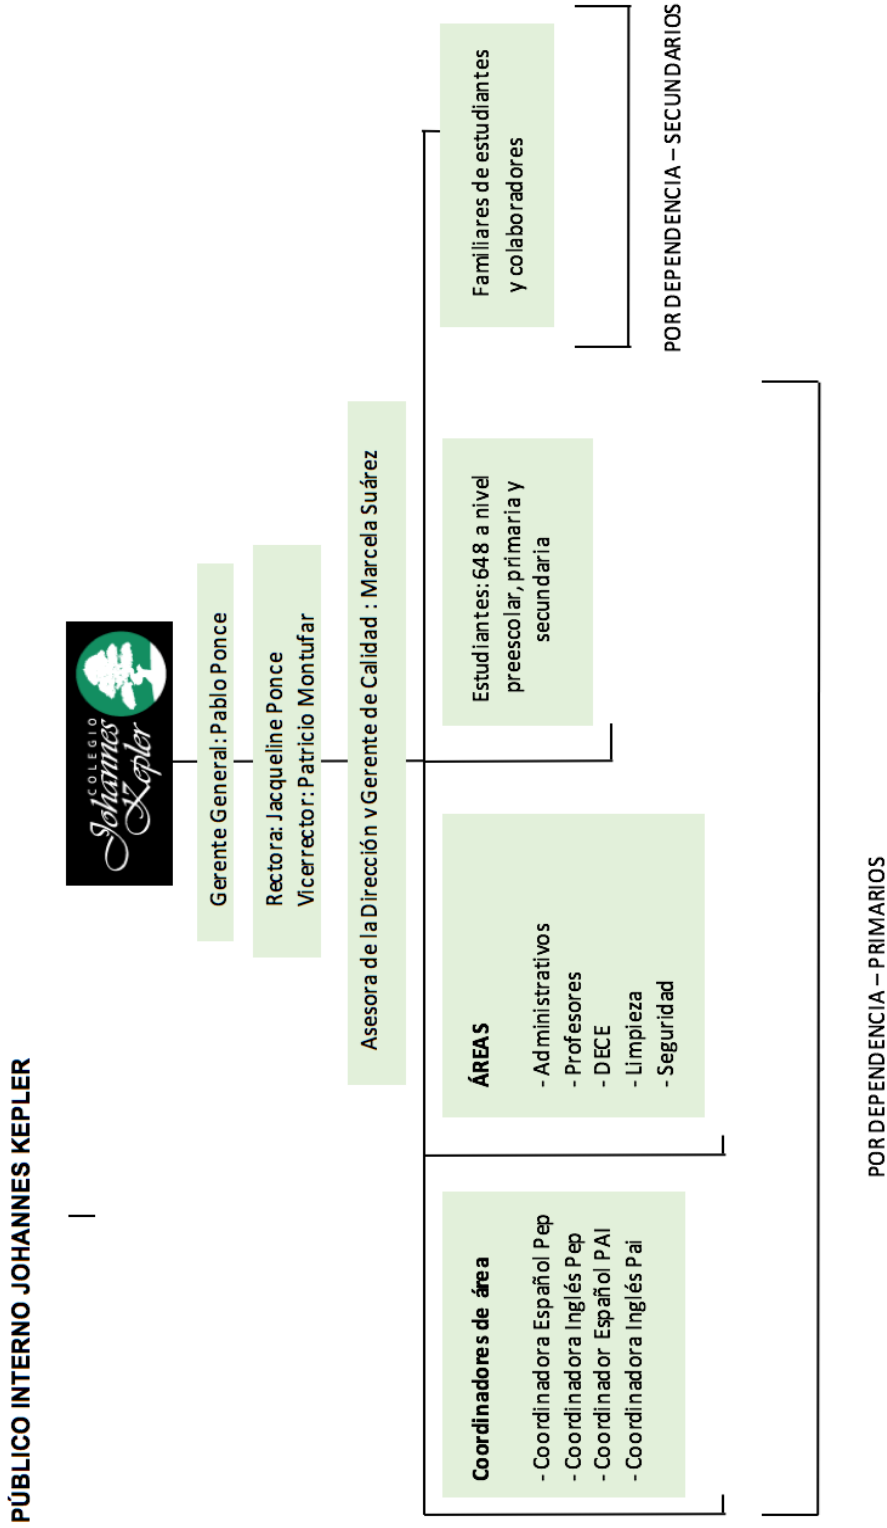 PÚBLICO INTERNO JOHANNES KEPLER
COLEGIO
Johannes
Kepler
Gerente General: Pablo Ponce
Rectora: Jacqueline Ponce
Vicerrector: Patricio Montufar
Asesora de la Dirección v Gerente de Calidad : Marcela Suárez
Coordinadores de área
- Coordinadora Español Pep
- Coordinadora Inglés Pep
- Coordinador Español PAI
- Coordinadora Inglés Pai
ÁREAS
- Administrativos
- Profesores
- DECE
- Limpieza
- Seguridad
Estudiantes: 648 a nivel
preescolar, primaria y
secundaria
Familiares de estudiantes
y colaboradores
POR DEPENDENCIA – SECUNDARIOS
POR DEPENDENCIA – PRIMARIOS